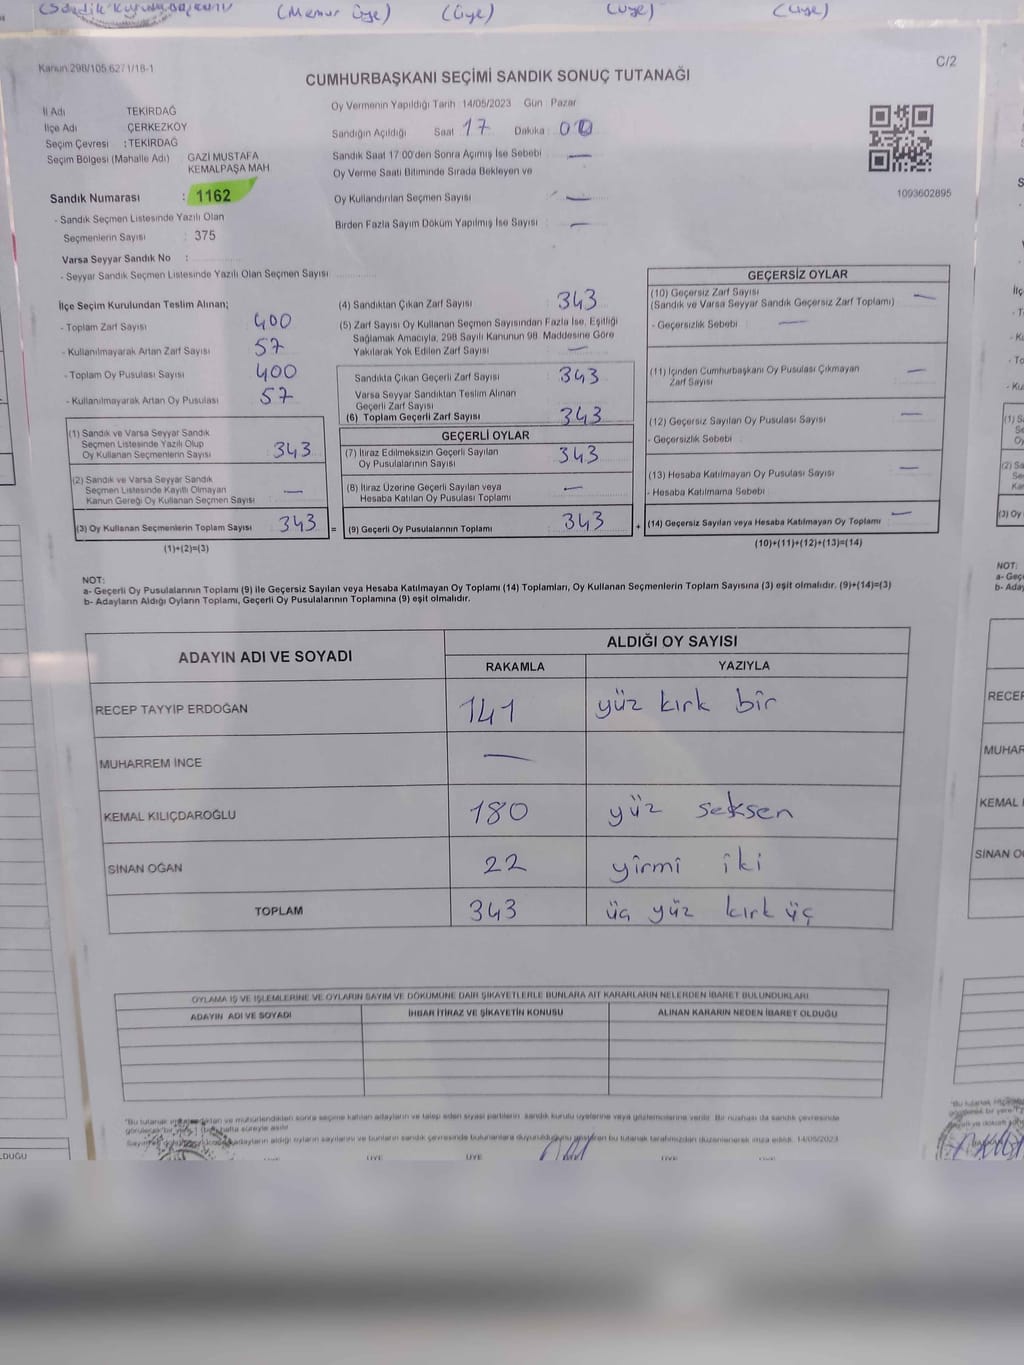 (Memur Üye) (Üye) (Üye) (Üye)
Kanun:298/105,6271/18-1
C/2
CUMHURBAŞKANI SEÇİMİ SANDIK SONUÇ TUTANAĞI
İl Adı TEKİRDAĞ
İlçe Adı ÇERKEZKÖY
Seçim Çevresi : TEKİRDAĞ
Seçim Bölgesi (Mahalle Adı) GAZİ MUSTAFA
KEMALPAŞA MAH
Sandık Numarası : 1162
- Sandık Seçmen Listesinde Yazılı Olan
Seçmenlerin Sayısı : 375
Varsa Seyyar Sandık No :
- Seyyar Sandık Seçmen Listesinde Yazılı Olan Seçmen Sayısı
Oy Vermenin Yapıldığı Tarih 14/05/2023 Gün Pazar
Sandığın Açıldığı Saat 17 Dakika : 00
Sandık Saat 17:00'den Sonra Açımış İse Sebebi —
Oy Verme Saati Bitiminde Sırada Bekleyen ve
Oy Kullandırılan Seçmen Sayısı —
Birden Fazla Sayım Döküm Yapılmış İse Sayısı —
1093602895
İlçe Seçim Kurulundan Teslim Alınan;
- Toplam Zarf Sayısı 400
- Kullanılmayarak Artan Zarf Sayısı 57
- Toplam Oy Pusulası Sayısı 400
- Kullanılmayarak Artan Oy Pusulası 57
(1) Sandık ve Varsa Seyyar Sandık
Seçmen Listesinde Yazılı Olup
Oy Kullanan Seçmenlerin Sayısı 343
(2) Sandık ve Varsa Seyyar Sandık
Seçmen Listesinde Kayıtlı Olmayan
Kanun Gereği Oy Kullanan Seçmen Sayısı —
(3) Oy Kullanan Seçmenlerin Toplam Sayısı 343
(1)+(2)=(3)
(4) Sandıktan Çıkan Zarf Sayısı 343
(5) Zarf Sayısı Oy Kullanan Seçmen Sayısından Fazla İse, Eşitliği
Sağlamak Amacıyla, 298 Sayılı Kanunun 98. Maddesine Göre
Yakılarak Yok Edilen Zarf Sayısı —
Sandıkta Çıkan Geçerli Zarf Sayısı 343
Varsa Seyyar Sandıktan Teslim Alınan
Geçerli Zarf Sayısı
(6) Toplam Geçerli Zarf Sayısı 343
GEÇERLİ OYLAR
(7) İtiraz Edilmeksizin Geçerli Sayılan
Oy Pusulalarının Sayısı 343
(8) İtiraz Üzerine Geçerli Sayılan veya
Hesaba Katılan Oy Pusulası Toplamı —
= (9) Geçerli Oy Pusulalarının Toplamı 343 +
GEÇERSİZ OYLAR
(10) Geçersiz Zarf Sayısı
(Sandık ve Varsa Seyyar Sandık Geçersiz Zarf Toplamı) —
- Geçersizlik Sebebi : —
(11) İçinden Cumhurbaşkanı Oy Pusulası Çıkmayan
Zarf Sayısı —
(12) Geçersiz Sayılan Oy Pusulası Sayısı —
- Geçersizlik Sebebi
(13) Hesaba Katılmayan Oy Pusulası Sayısı —
- Hesaba Katılmama Sebebi
(14) Geçersiz Sayılan veya Hesaba Katılmayan Oy Toplamı —
(10)+(11)+(12)+(13)=(14)
NOT:
a- Geçerli Oy Pusulalarının Toplamı (9) ile Geçersiz Sayılan veya Hesaba Katılmayan Oy Toplamı (14) Toplamları, Oy Kullanan Seçmenlerin Toplam Sayısına (3) eşit olmalıdır. (9)+(14)=(3)
b- Adayların Aldığı Oyların Toplamı, Geçerli Oy Pusulalarının Toplamına (9) eşit olmalıdır.
ADAYIN ADI VE SOYADI ALDIĞI OY SAYISI
RAKAMLA YAZIYLA
RECEP TAYYİP ERDOĞAN 141 yüz kırk bir
MUHARREM İNCE —
KEMAL KILIÇDAROĞLU 180 yüz seksen
SİNAN OĞAN 22 yirmi iki
TOPLAM 343 üç yüz kırk üç
OYLAMA İŞ VE İŞLEMLERİNE VE OYLARIN SAYIM VE DÖKÜMÜNE DAİR ŞİKAYETLERLE BUNLARA AİT KARARLARIN NELERDEN İBARET BULUNDUKLARI
ADAYIN ADI VE SOYADI İHBAR İTİRAZ VE ŞİKAYETİN KONUSU ALINAN KARARIN NEDEN İBARET OLDUĞU
*Bu tutanak ve mühürlendikten sonra seçime katılan adayların ve talep eden siyasi partilerin sandık kurulu üyelerine veya gözlemcilerine verilir. Bir nüshası da sandık çevresinde
hafta süreyle asılır
adayların aldığı oyların sayılarını ve bunların sandık çevresinde bulunanlara duyurulduğunu gösteren bu tutanak tarafımızdan düzenlenerek imza edildi. 14/05/2023
ÜYE ÜYE ÜYE